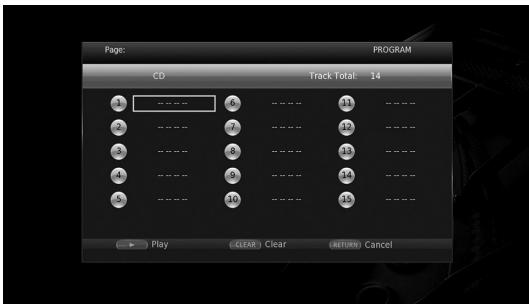 Page: PROGRAM
CD Track Total: 14
1 -- -- -- -- 6 -- -- -- -- 11 -- -- -- --
2 -- -- -- -- 7 -- -- -- -- 12 -- -- -- --
3 -- -- -- -- 8 -- -- -- -- 13 -- -- -- --
4 -- -- -- -- 9 -- -- -- -- 14 -- -- -- --
5 -- -- -- -- 10 -- -- -- -- 15 -- -- -- --
► Play CLEAR Clear RETURN Cancel